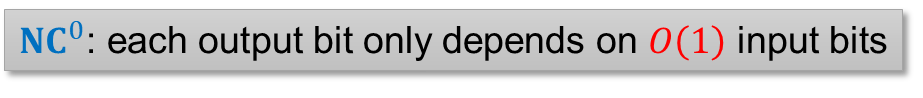 NC⁰: each output bit only depends on O(1) input bits